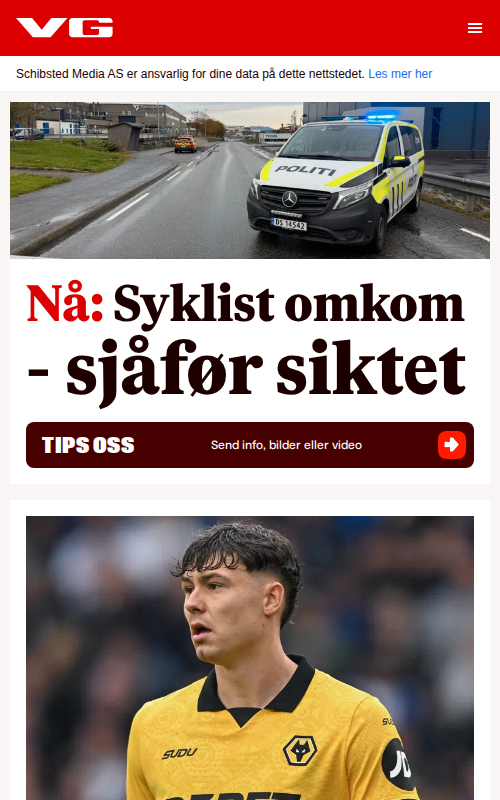 VG
Schibsted Media AS er ansvarlig for dine data på dette nettstedet. Les mer her
POLITI
DS 14542
Nå: Syklist omkom
- sjåfør siktet
TIPS OSS
Send info, bilder eller video
SUDU
JD